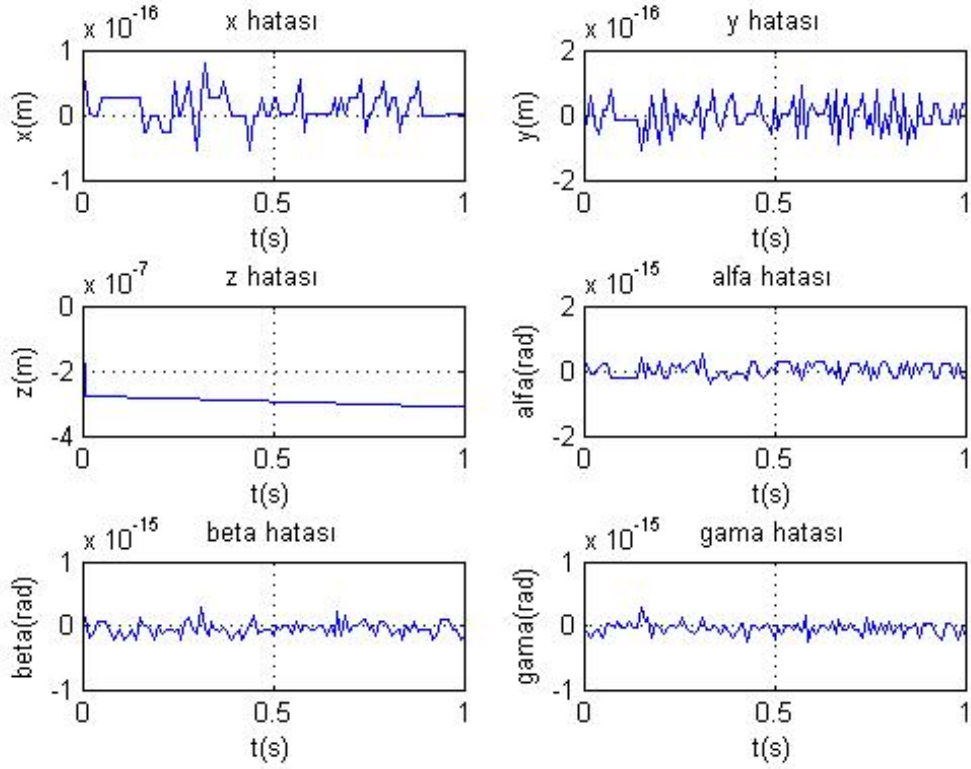 x 10^-16 x hatası
x(m)
1
0
-1
0 0.5 1
t(s)
x 10^-16 y hatası
y(m)
2
0
-2
0 0.5 1
t(s)
x 10^-7 z hatası
z(m)
0
-2
-4
0 0.5 1
t(s)
x 10^-15 alfa hatası
alfa(rad)
2
0
-2
0 0.5 1
t(s)
x 10^-15 beta hatası
beta(rad)
1
0
-1
0 0.5 1
t(s)
x 10^-15 gama hatası
gama(rad)
1
0
-1
0 0.5 1
t(s)